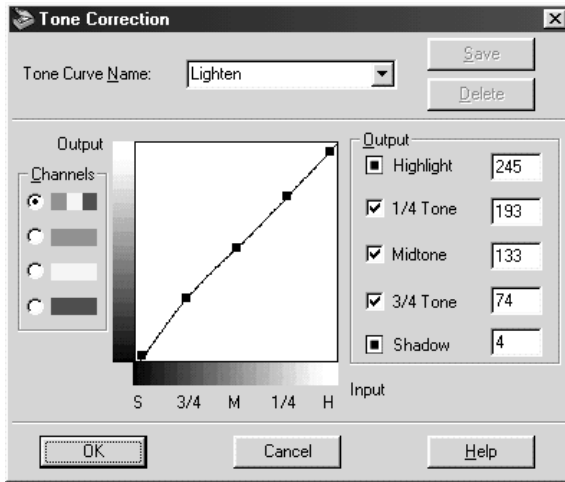 Tone Correction
Tone Curve Name: Lighten
Save
Delete
Output
Channels
S 3/4 M 1/4 H
Input
Output
Highlight 245
1/4 Tone 193
Midtone 133
3/4 Tone 74
Shadow 4
OK Cancel Help